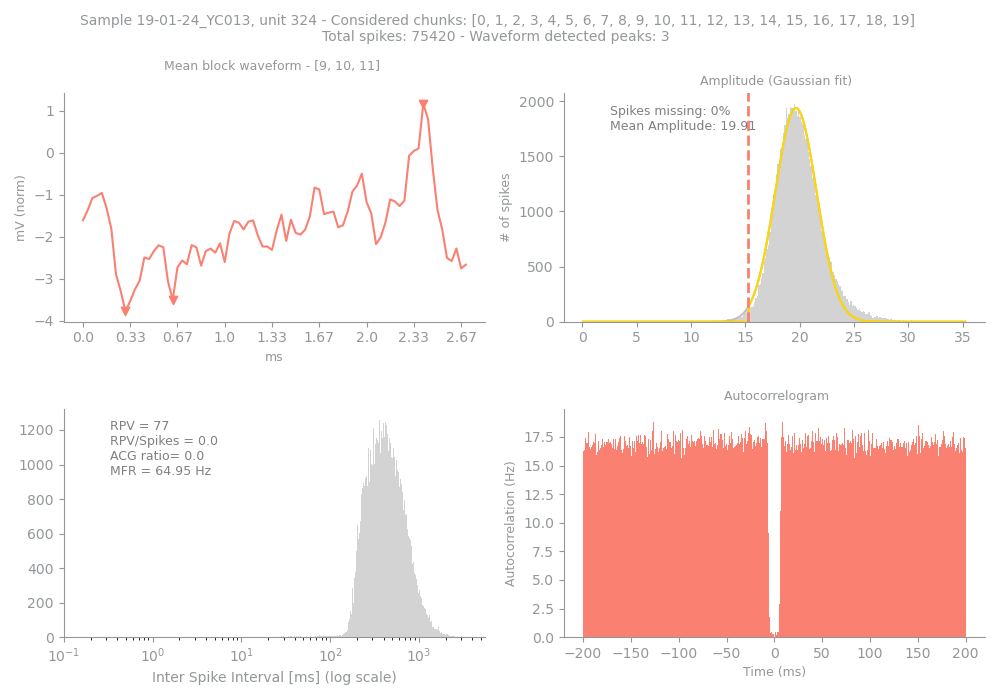 Sample 19-01-24_YC013, unit 324 - Considered chunks: [0, 1, 2, 3, 4, 5, 6, 7, 8, 9, 10, 11, 12, 13, 14, 15, 16, 17, 18, 19]
Total spikes: 75420 - Waveform detected peaks: 3
Mean block waveform - [9, 10, 11]
mV (norm)
1
0
−1
−2
−3
−4
0.0 0.33 0.67 1.0 1.33 1.67 2.0 2.33 2.67
ms
Amplitude (Gaussian fit)
Spikes missing: 0%
Mean Amplitude: 19.91
# of spikes
2000
1500
1000
500
0
0 5 10 15 20 25 30 35
RPV = 77
RPV/Spikes = 0.0
ACG ratio= 0.0
MFR = 64.95 Hz
1200
1000
800
600
400
200
0
10⁻¹ 10⁰ 10¹ 10² 10³
Inter Spike Interval [ms] (log scale)
Autocorrelogram
Autocorrelation (Hz)
17.5
15.0
12.5
10.0
7.5
5.0
2.5
0.0
−200 −150 −100 −50 0 50 100 150 200
Time (ms)